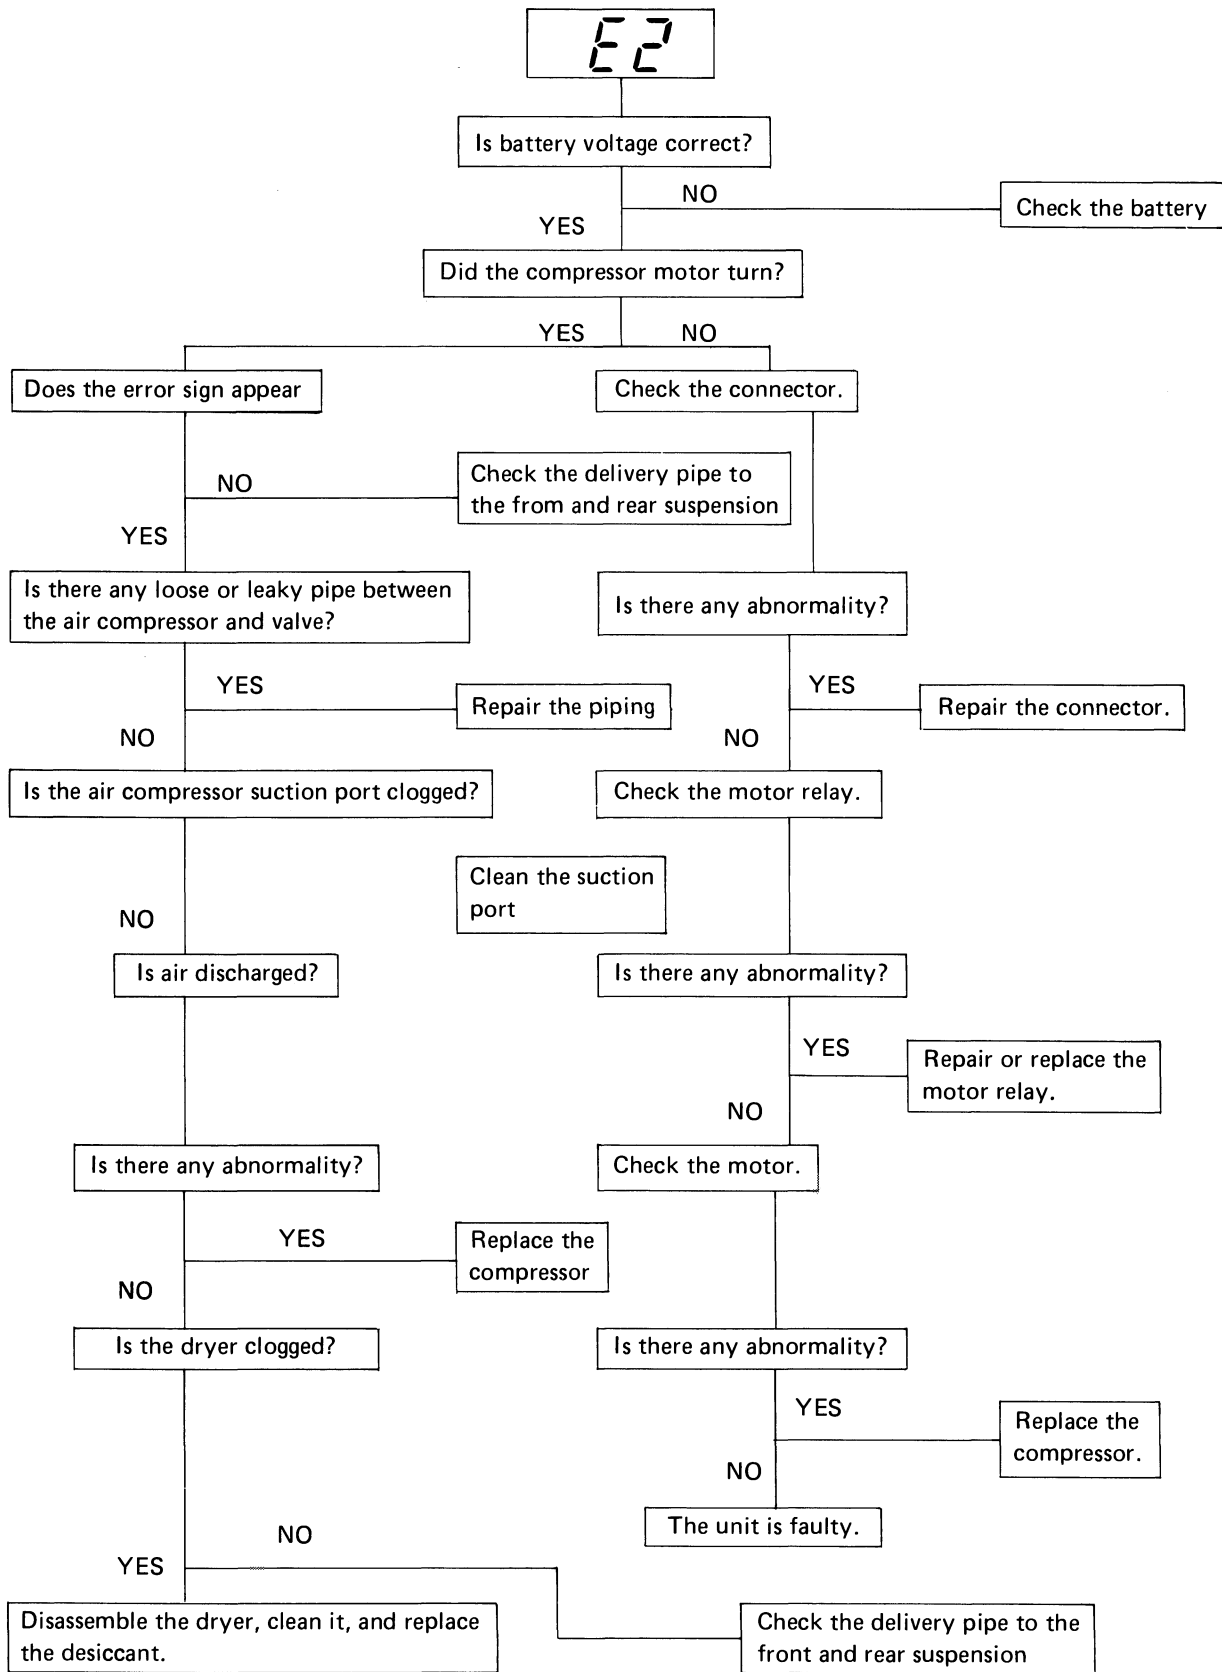 E2
Is battery voltage correct?
NO
Check the battery
YES
Did the compressor motor turn?
YES
NO
Does the error sign appear
Check the connector.
NO
Check the delivery pipe to
the from and rear suspension
YES
Is there any loose or leaky pipe between
the air compressor and valve?
Is there any abnormality?
YES
Repair the piping
YES
Repair the connector.
NO
NO
Is the air compressor suction port clogged?
Check the motor relay.
Clean the suction
port
NO
Is air discharged?
Is there any abnormality?
YES
Repair or replace the
motor relay.
NO
Is there any abnormality?
Check the motor.
YES
Replace the
compressor
NO
Is the dryer clogged?
Is there any abnormality?
YES
Replace the
compressor.
NO
The unit is faulty.
NO
YES
Disassemble the dryer, clean it, and replace
the desiccant.
Check the delivery pipe to the
front and rear suspension